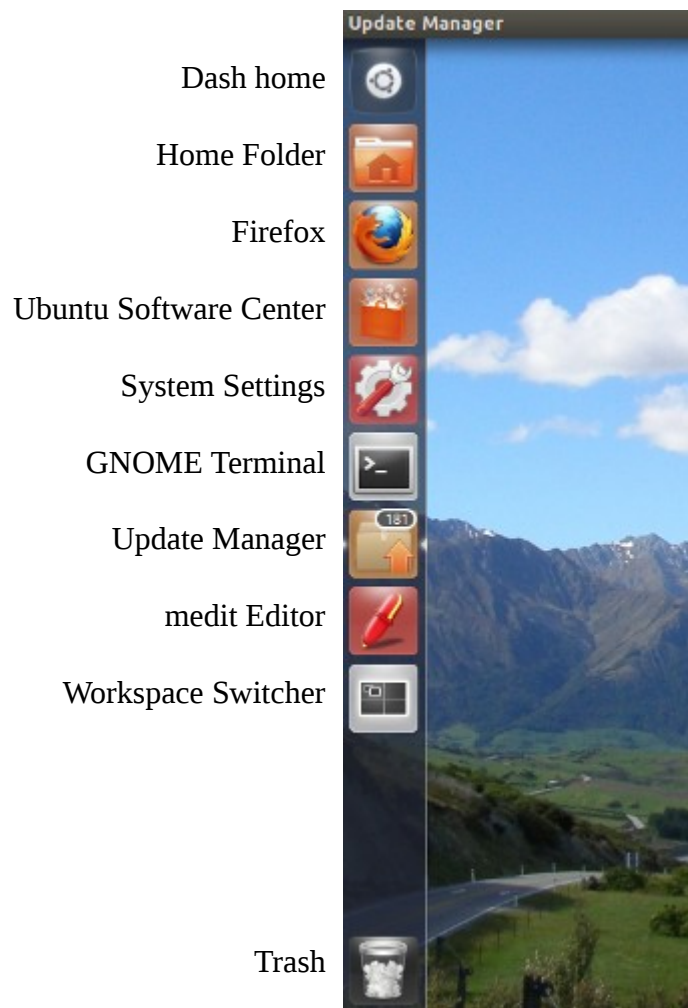 Update Manager
Dash home
Home Folder
Firefox
Ubuntu Software Center
System Settings
GNOME Terminal
>_
Update Manager
181
medit Editor
Workspace Switcher
Trash